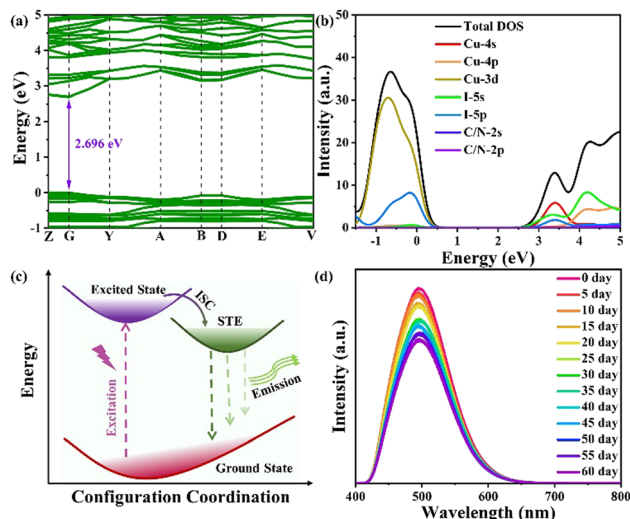 (a)
Energy (eV)
5
4
3
2
1
0
-1
2.696 eV
Z G Y A B D E V
(b)
Intensity (a.u.)
50
40
30
20
10
0
Total DOS
Cu-4s
Cu-4p
Cu-3d
I-5s
I-5p
C/N-2s
C/N-2p
-1 0 1 2 3 4 5
Energy (eV)
(c)
Energy
Excited State
ISC
STE
Excitation
Emission
Ground State
Configuration Coordination
(d)
Intensity (a.u.)
0 day
5 day
10 day
15 day
20 day
25 day
30 day
35 day
40 day
45 day
50 day
55 day
60 day
400 500 600 700 800
Wavelength (nm)